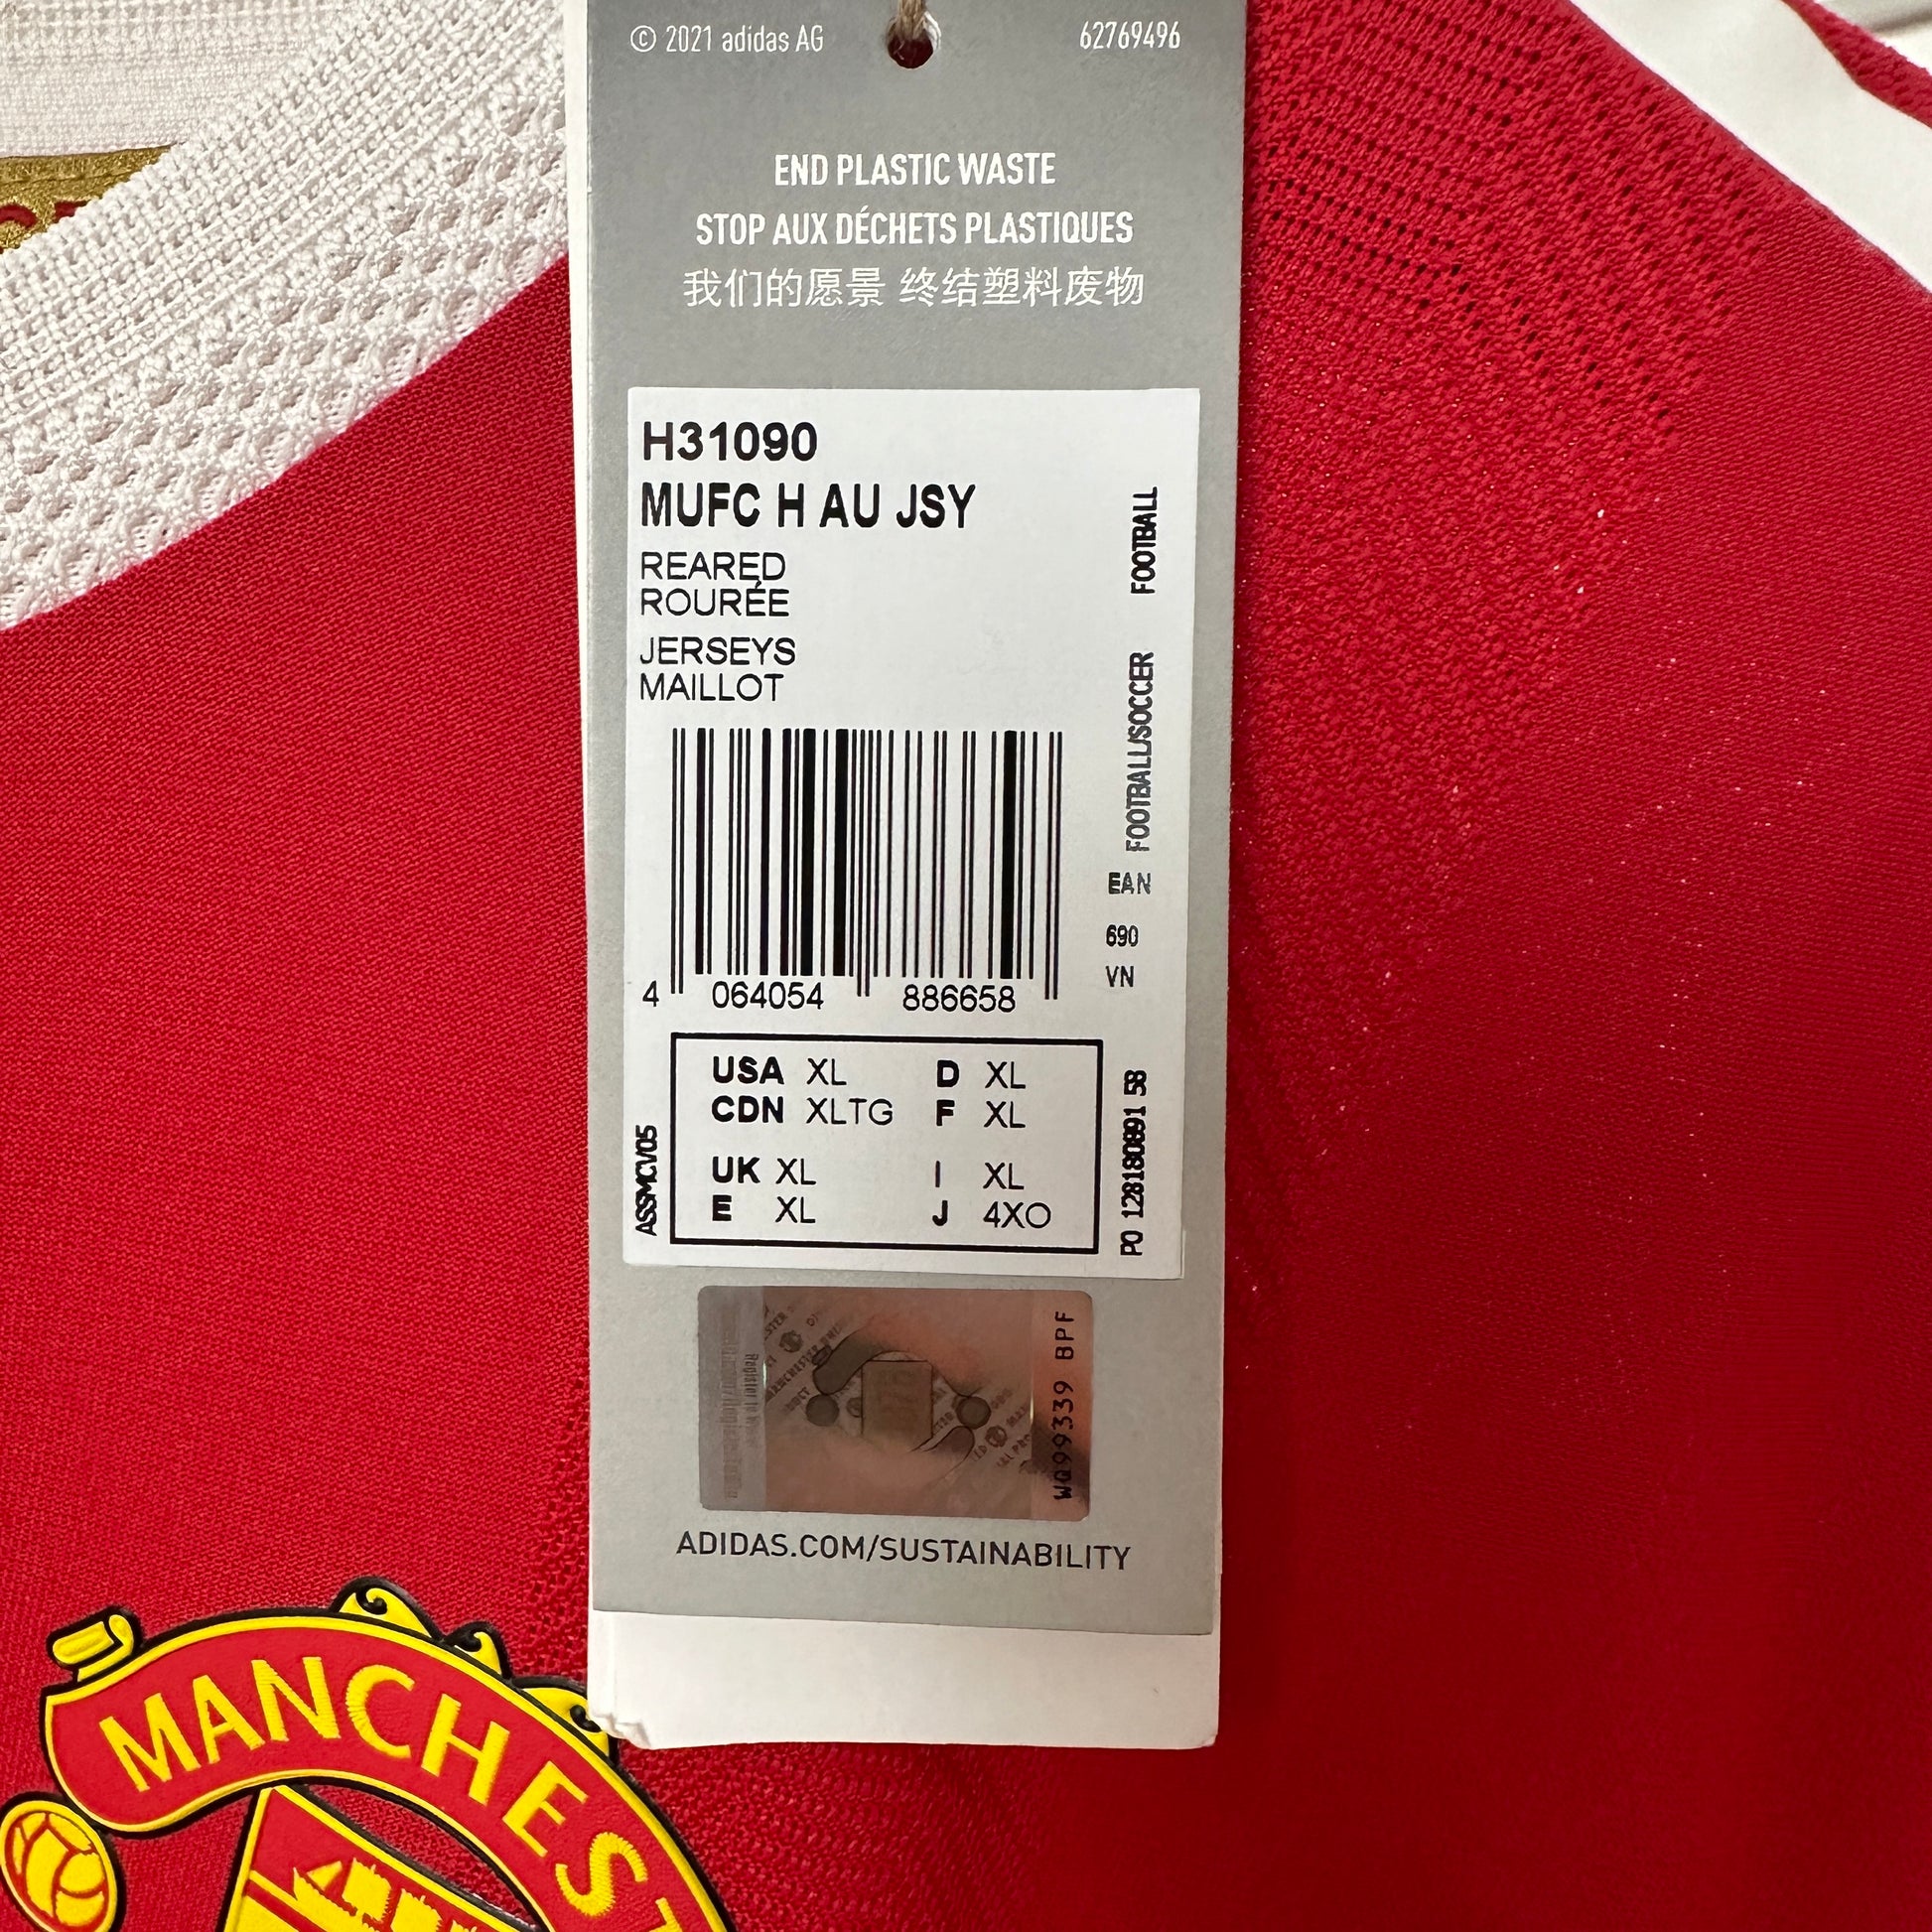 © 2021 adidas AG
62769496
END PLASTIC WASTE
STOP AUX DÉCHETS PLASTIQUES
我们的愿景 终结塑料废物
H31090
MUFC H AU JSY
REARED
ROURÉE
JERSEYS
MAILLOT
FOOTBALL
FOOTBALL/SOCCER
EAN
690
VN
4 064054 886658
USA XL D XL
CDN XLTG F XL
UK XL I XL
E XL J 4XO
ASSMCV05
PO 128180891 58
WQ99339 BPF
ADIDAS.COM/SUSTAINABILITY
MANCHEST